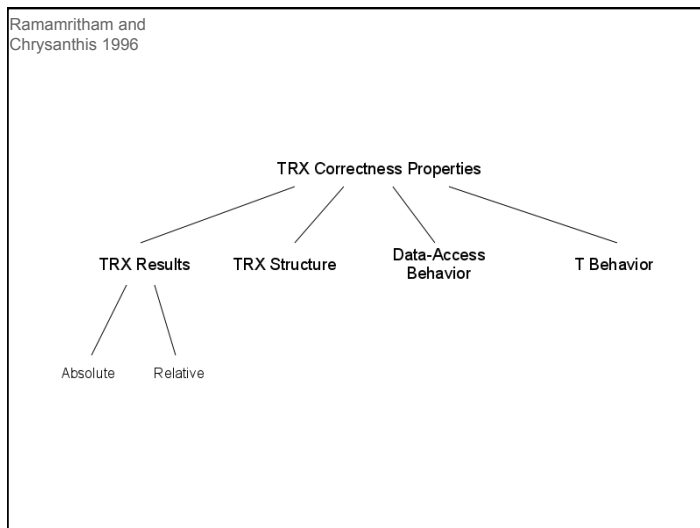 Ramamritham and
Chrysanthis 1996
TRX Correctness Properties
TRX Results
TRX Structure
Data-Access
Behavior
T Behavior
Absolute
Relative